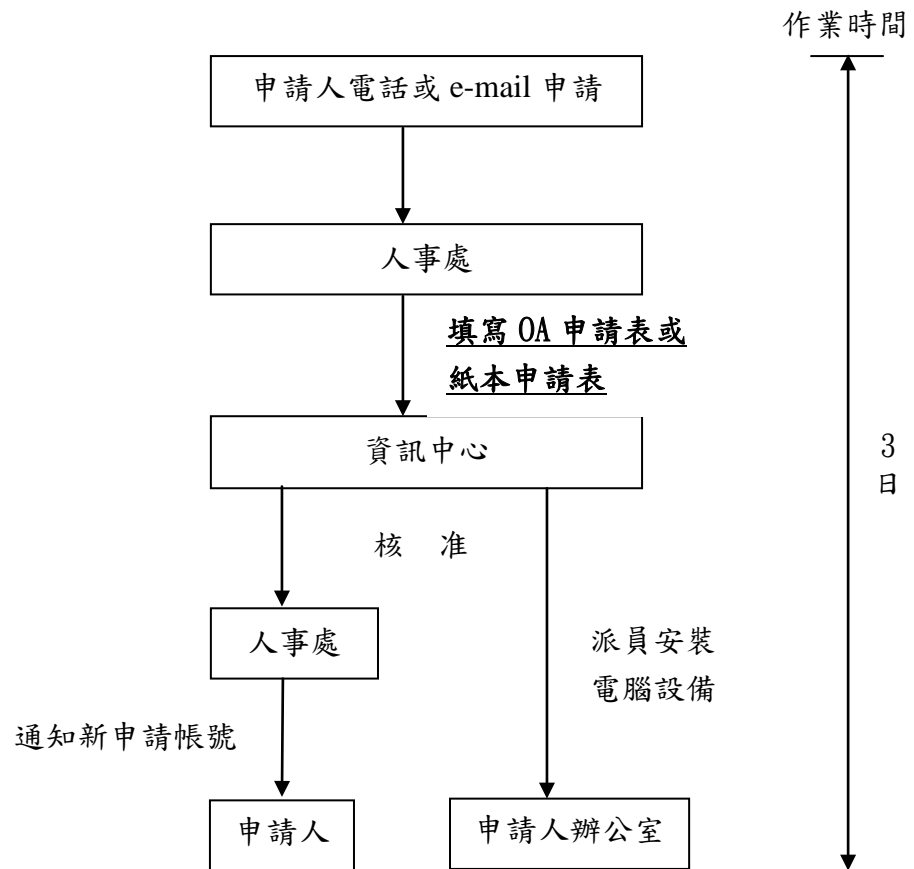 作業時間
申請人電話或 e-mail 申請
人事處
填寫 OA 申請表或
紙本申請表
資訊中心
3
日
核 准
人事處
派員安裝
電腦設備
通知新申請帳號
申請人
申請人辦公室